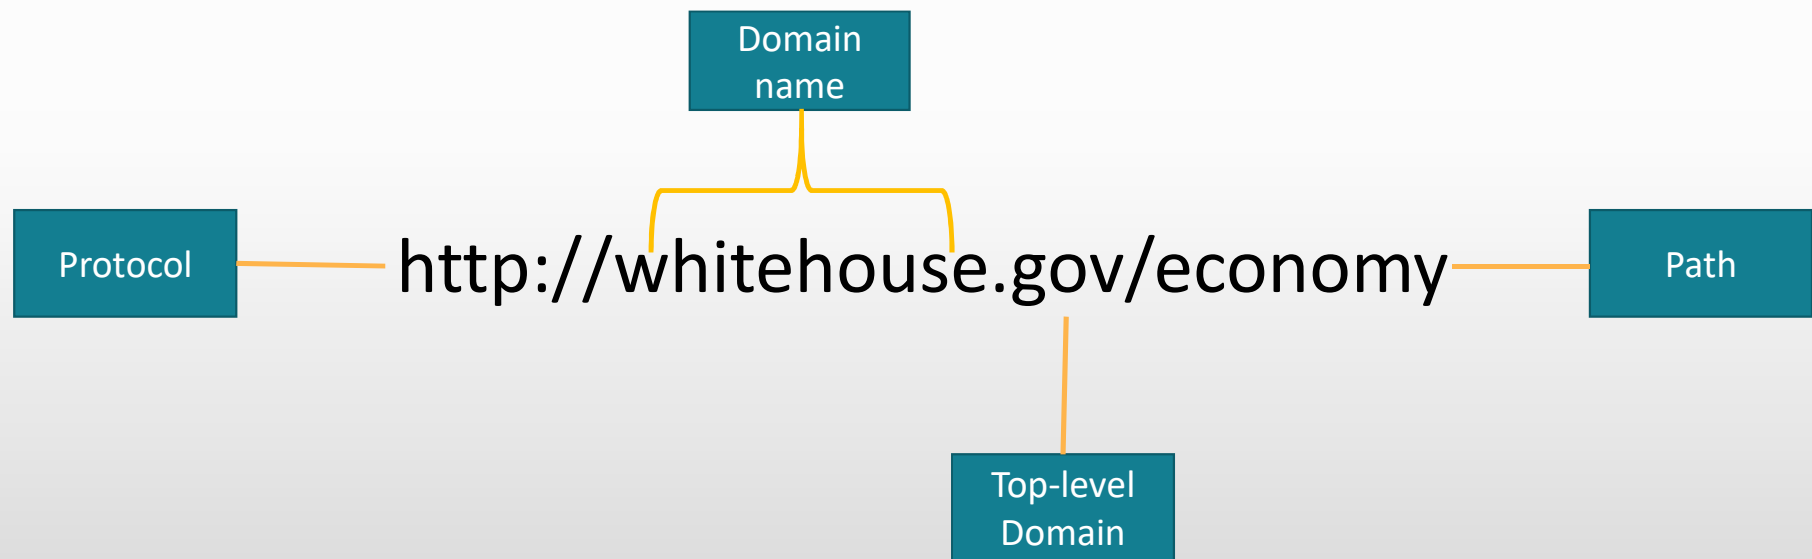 Domain
name
Protocol
http://whitehouse.gov/economy
Path
Top-level
Domain